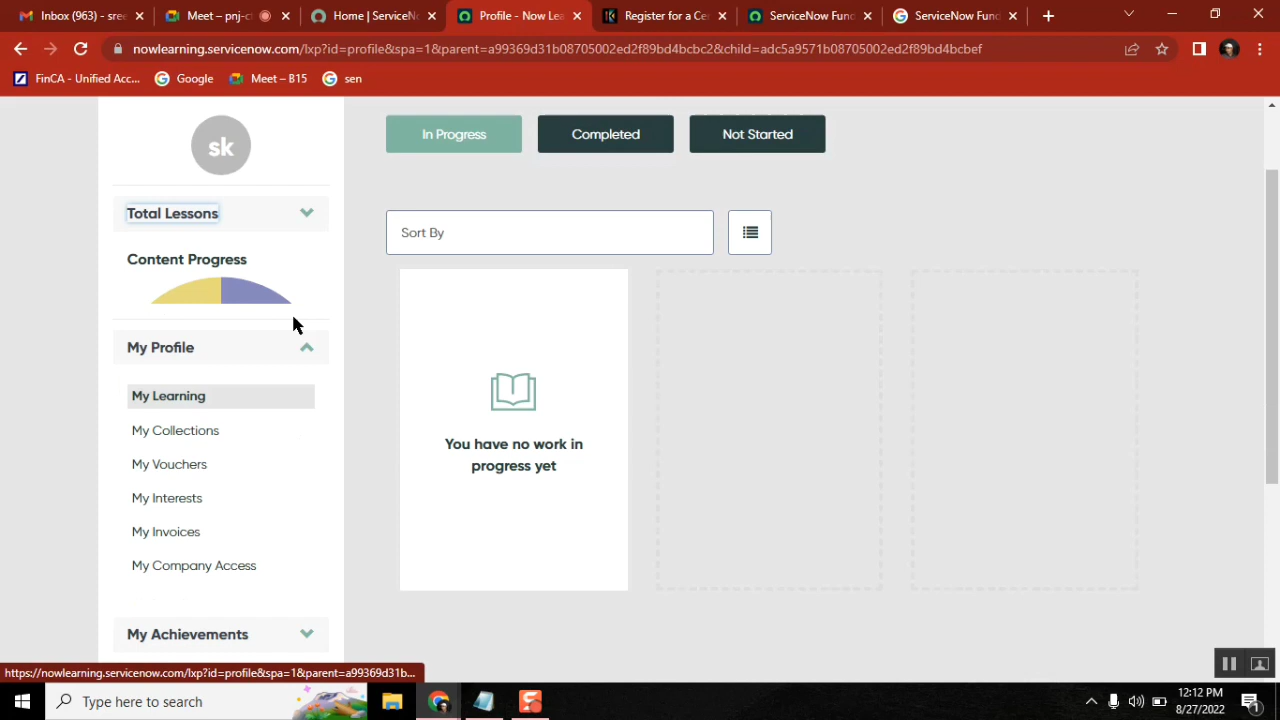 Inbox (963) - sree
Meet – pnj-c
Home | ServiceN
Profile - Now Lea
Register for a Ce
ServiceNow Fund
ServiceNow Fund
nowlearning.servicenow.com/lxp?id=profile&spa=1&parent=a99369d31b08705002ed2f89bd4bcbc2&child=adc5a9571b08705002ed2f89bd4bcbef
FinCA - Unified Acc...
Google
Meet – B15
sen
sk
In Progress
Completed
Not Started
Total Lessons
Sort By
Content Progress
My Profile
My Learning
My Collections
My Vouchers
My Interests
My Invoices
My Company Access
You have no work in
progress yet
My Achievements
https://nowlearning.servicenow.com/lxp?id=profile&spa=1&parent=a99369d31b...
Type here to search
12:12 PM
8/27/2022
1